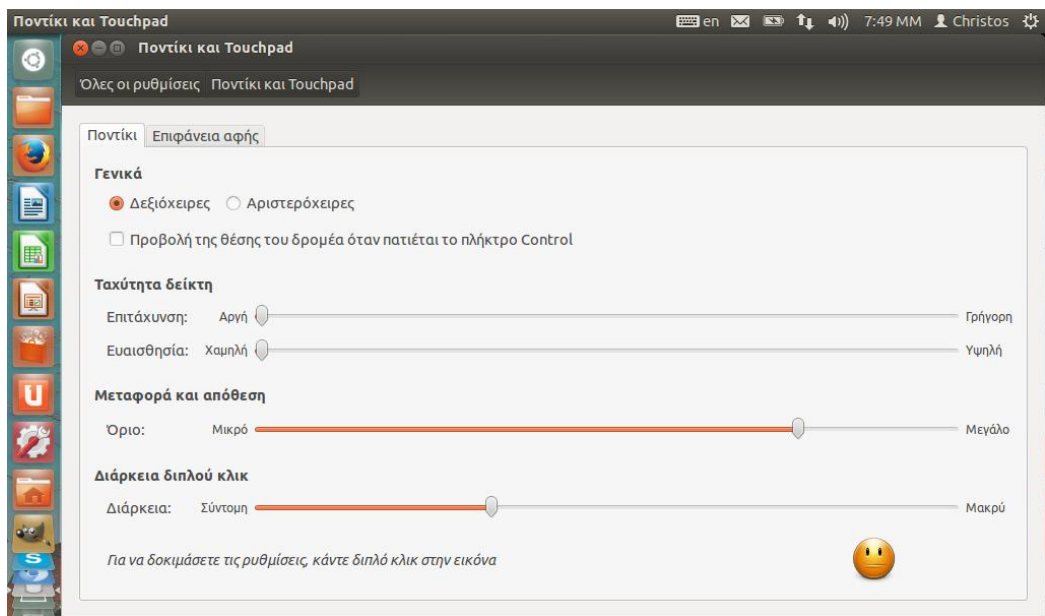 Ποντίκι και Touchpad en 7:49 MM Christos
Ποντίκι και Touchpad
Όλες οι ρυθμίσεις Ποντίκι και Touchpad
Ποντίκι Επιφάνεια αφής
Γενικά
Δεξιόχειρες Αριστερόχειρες
Προβολή της θέσης του δρομέα όταν πατιέται το πλήκτρο Control
Ταχύτητα δείκτη
Επιτάχυνση: Αργή Γρήγορη
Ευαισθησία: Χαμηλή Υψηλή
Μεταφορά και απόθεση
Όριο: Μικρό Μεγάλο
Διάρκεια διπλού κλικ
Διάρκεια: Σύντομη Μακρύ
Για να δοκιμάσετε τις ρυθμίσεις, κάντε διπλό κλικ στην εικόνα